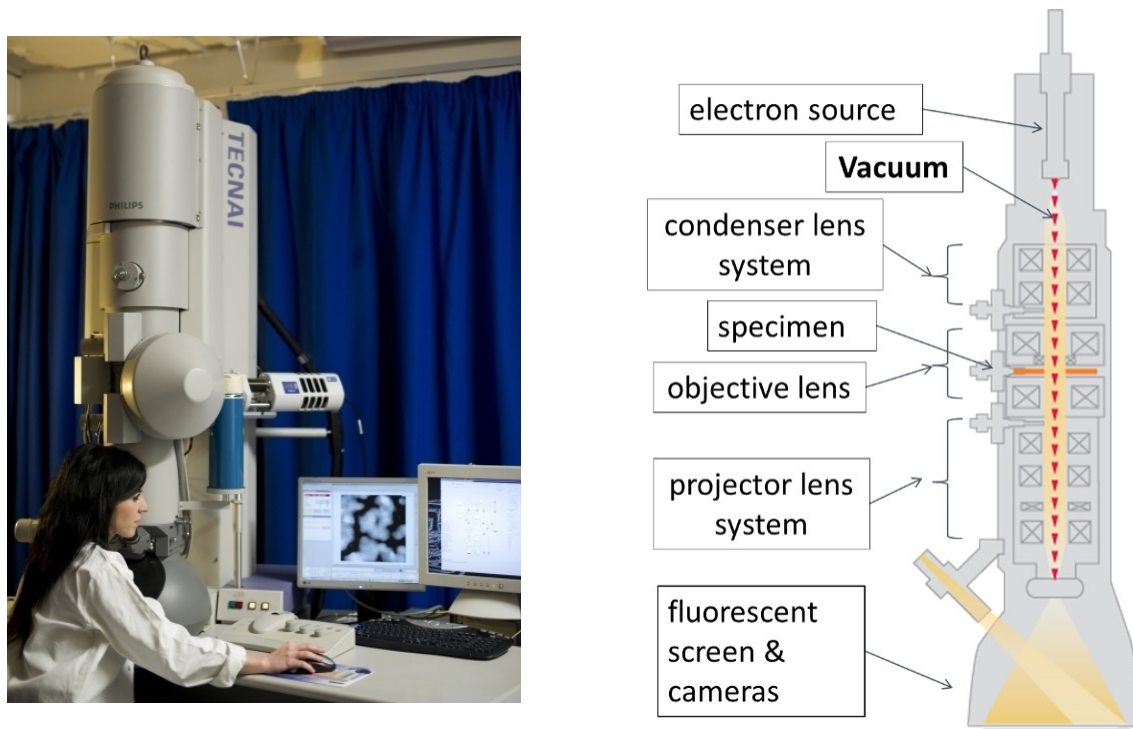 TECNAI
PHILIPS
electron source
Vacuum
condenser lens
system
specimen
objective lens
projector lens
system
fluorescent
screen &
cameras